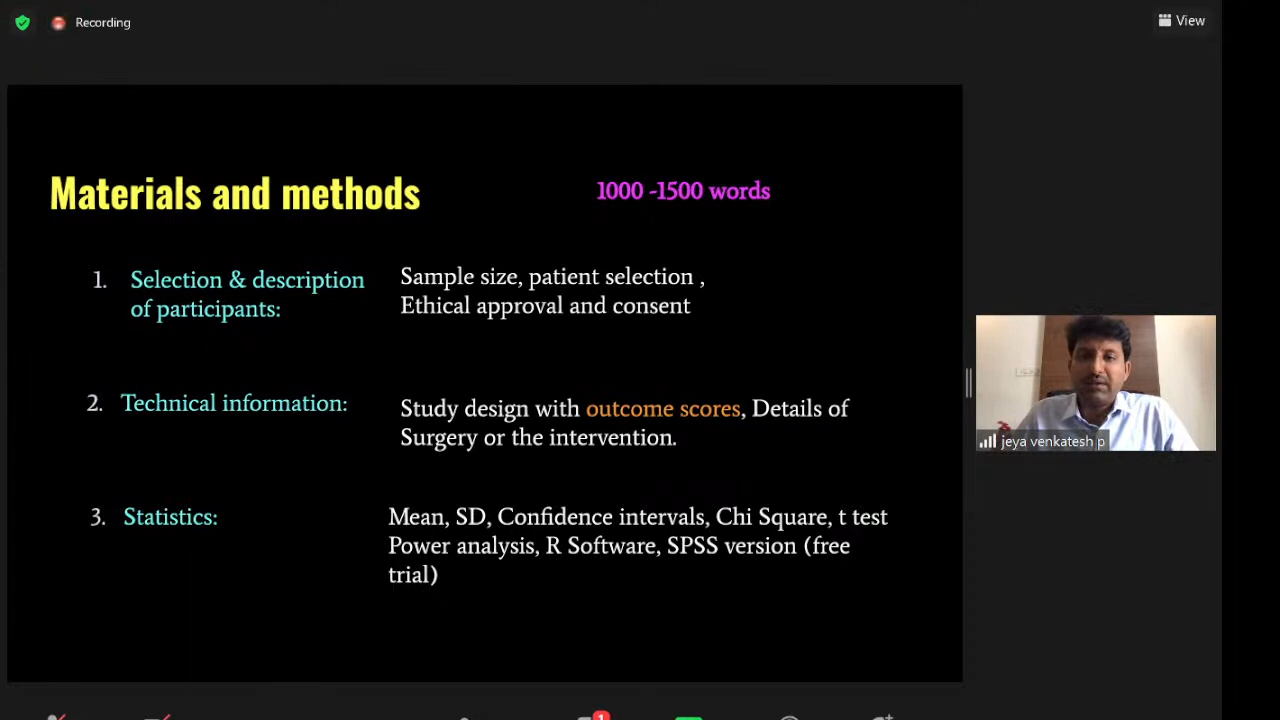 Recording
View
Materials and methods
1000 -1500 words
1. Selection & description
of participants:
Sample size, patient selection ,
Ethical approval and consent
2. Technical information:
Study design with outcome scores, Details of
Surgery or the intervention.
3. Statistics:
Mean, SD, Confidence intervals, Chi Square, t test
Power analysis, R Software, SPSS version (free
trial)
jeya venkatesh p
1